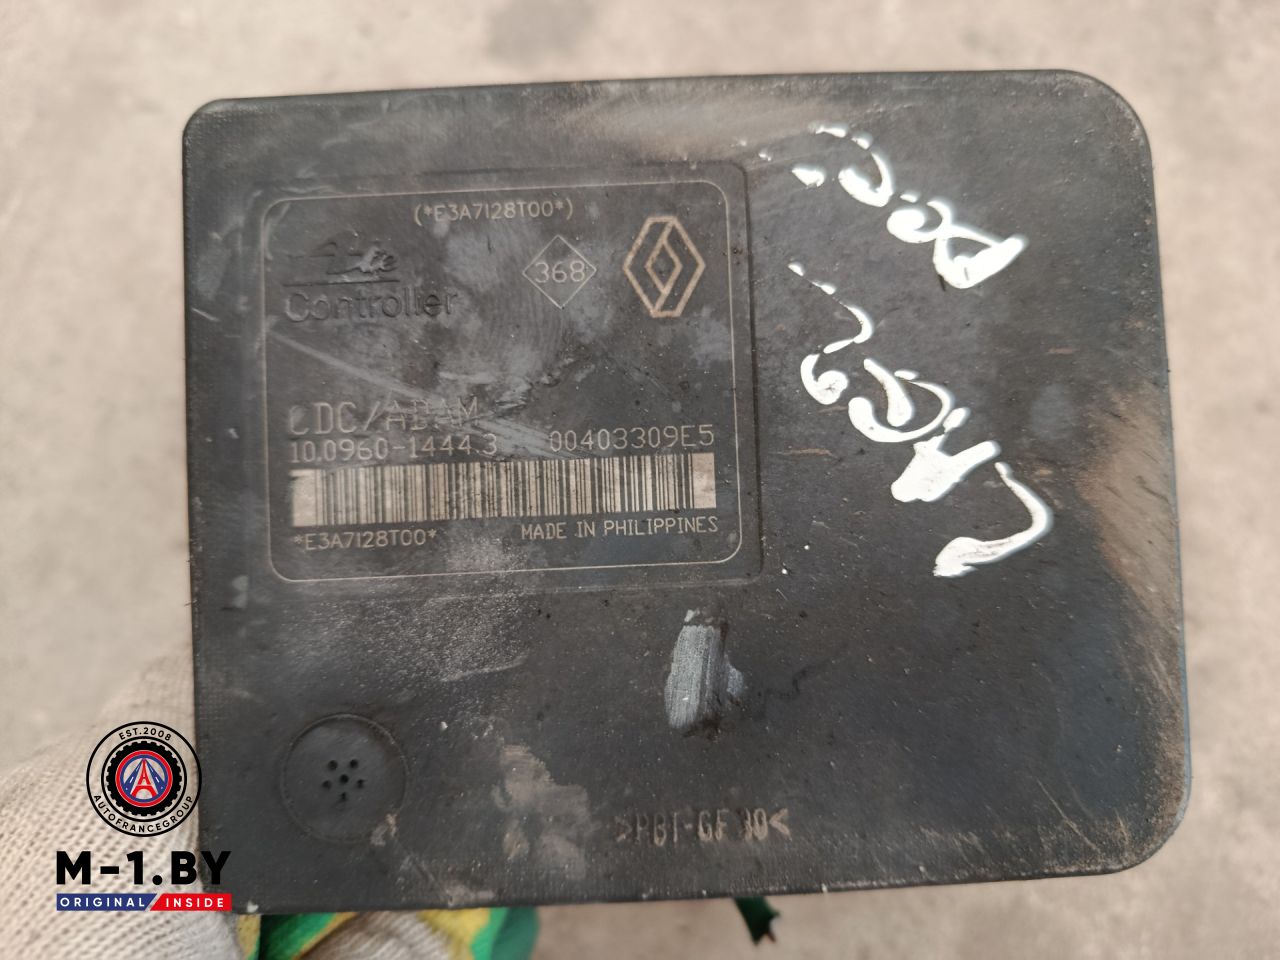 (*E3A7128T00*)
Ate
368
Controller
10.0960-1444.3 00403309E5
*E3A7128T00*
MADE IN PHILIPPINES
>PBT-GF30<
EST.2008
AUTOFRANCEGROUP
M-1.BY
ORIGINAL INSIDE